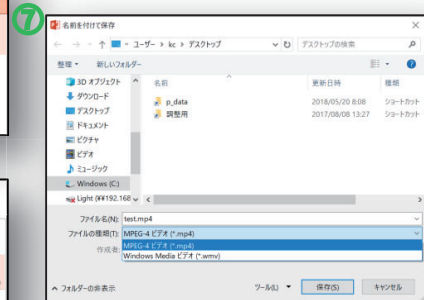 ⑦
名前を付けて保存
ユーザー > kc > デスクトップ
デスクトップの検索
整理
新しいフォルダー
3D オブジェクト
ダウンロード
デスクトップ
ドキュメント
ピクチャ
ビデオ
ミュージック
Windows (C:)
Light (¥¥192.168
名前
更新日時
種類
p_data
2018/05/20 8:08
ショートカット
調整用
2017/08/08 13:27
ショートカット
ファイル名(N): test.mp4
ファイルの種類(T): MPEG-4 ビデオ (*.mp4)
MPEG-4 ビデオ (*.mp4)
Windows Media ビデオ (*.wmv)
作成者:
フォルダーの非表示
ツール(L)
保存(S)
キャンセル